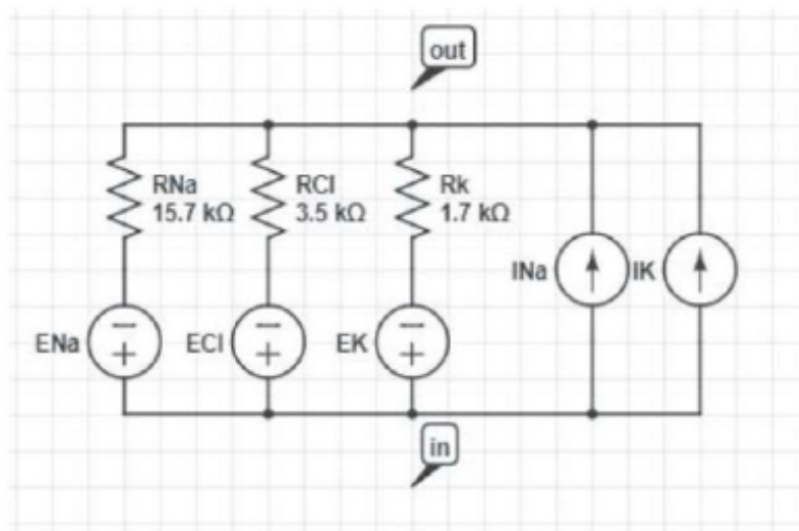 out
RNa
15.7 kΩ
RCl
3.5 kΩ
Rk
1.7 kΩ
INa
IK
ENa
ECl
EK
in